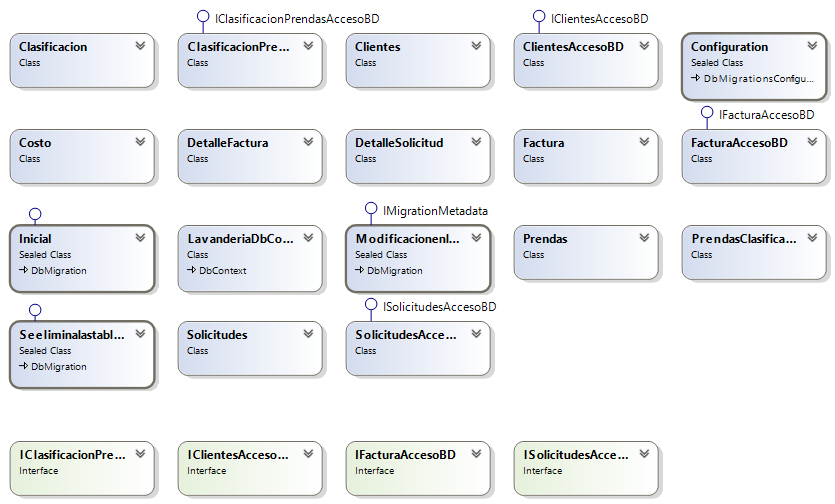 IClasificacionPrendasAccesoBD
IClientesAccesoBD
Clasificacion
Class
ClasificacionPre...
Class
Clientes
Class
ClientesAccesoBD
Class
Configuration
Sealed Class
DbMigrationsConfigu...
IFacturaAccesoBD
Costo
Class
DetalleFactura
Class
DetalleSolicitud
Class
Factura
Class
FacturaAccesoBD
Class
IMigrationMetadata
Inicial
Sealed Class
DbMigration
LavanderiaDbCo...
Class
DbContext
ModificacionenI...
Sealed Class
DbMigration
Prendas
Class
PrendasClasifica...
Class
ISolicitudesAccesoBD
Seeliminalastabl...
Sealed Class
DbMigration
Solicitudes
Class
SolicitudesAcce...
Class
IClasificacionPre...
Interface
IClientesAcceso...
Interface
IFacturaAccesoBD
Interface
ISolicitudesAcce...
Interface